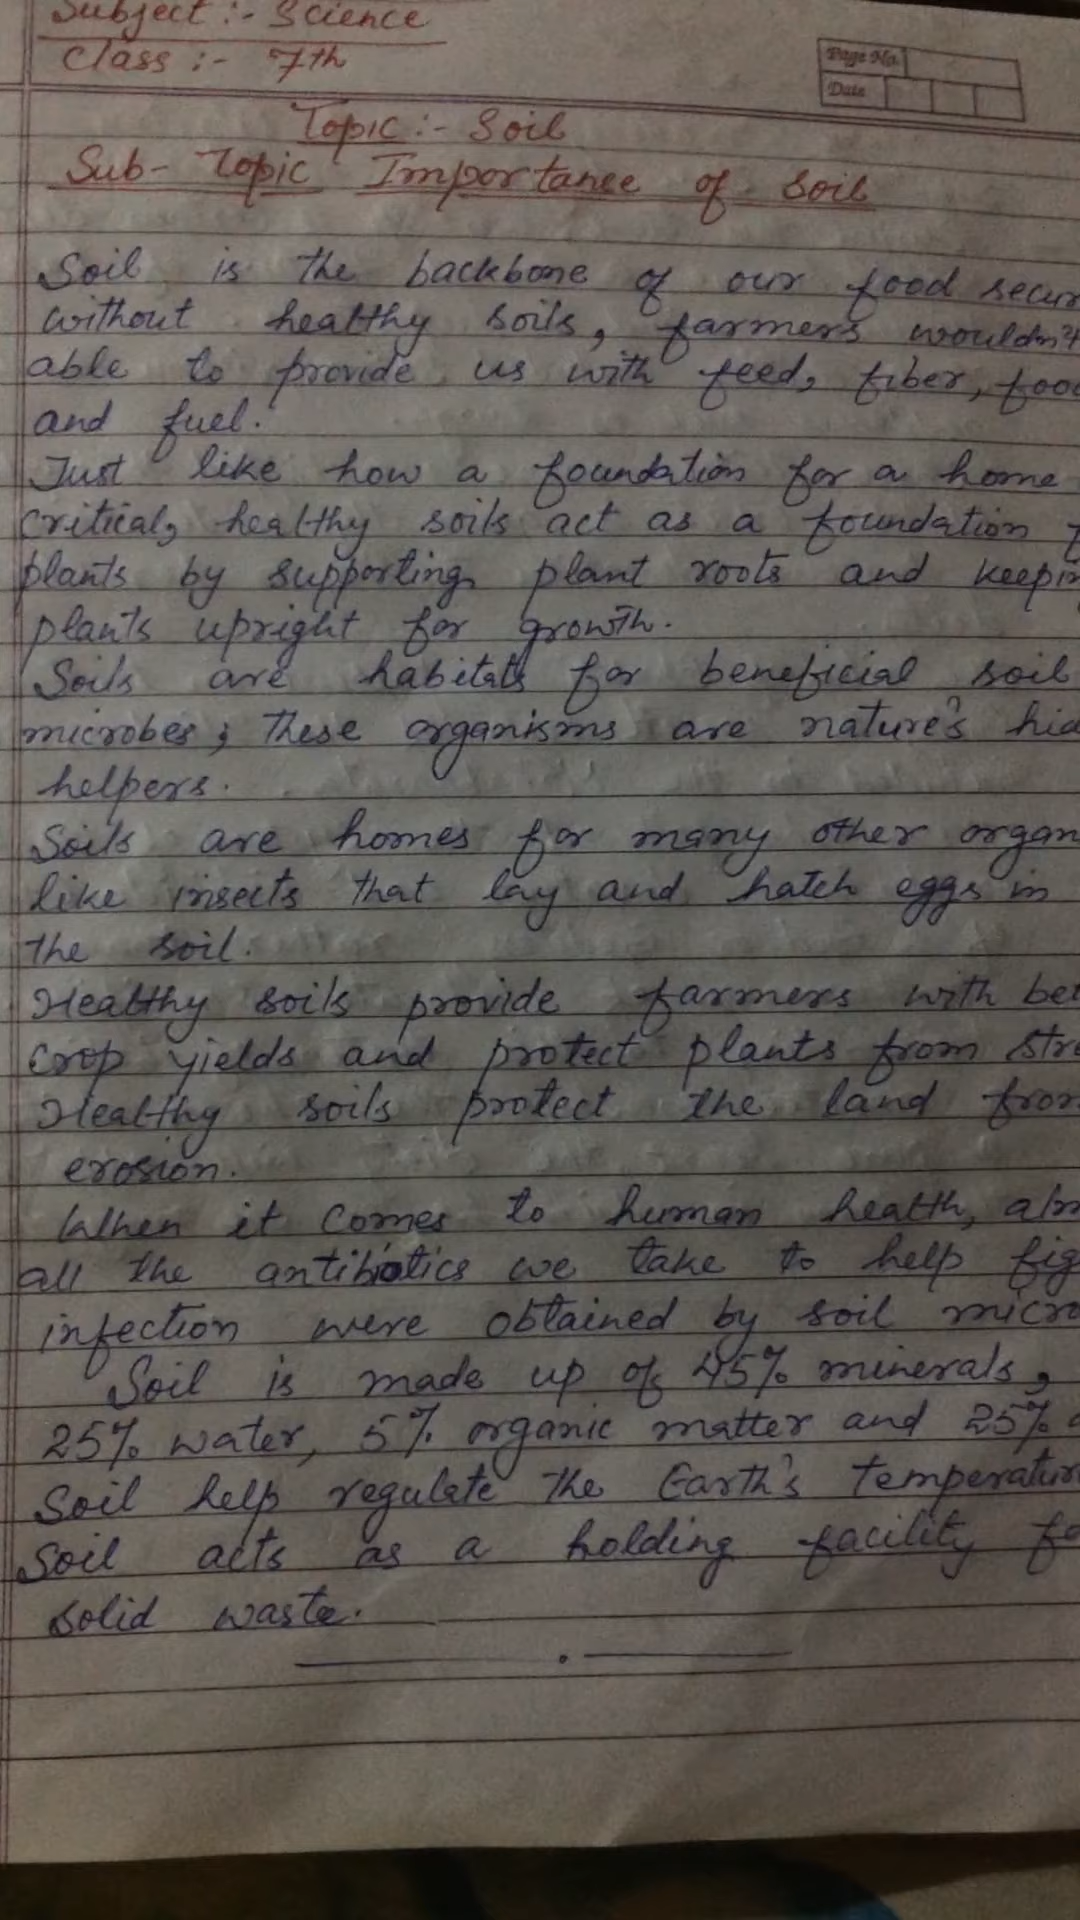 Subject :- Science
Class :- 7th
Page No.
Date
Topic :- Soil
Sub- Topic Importance of Soil
Soil is the backbone of our food secur
without healthy soils, farmers wouldn't
able to provide us with feed, fiber, food
and fuel.
Just like how a foundation for a home
critical, healthy soils act as a foundation f
plants by supporting plant roots and keepin
plants upright for growth.
Soils are habitats for beneficial soil
microbes; these organisms are nature's hid
helpers.
Soils are homes for many other organ
like insects that lay and hatch eggs in
the soil.
Healthy soils provide farmers with bet
crop yields and protect plants from stre
Healthy soils protect the land from
erosion.
When it comes to human health, alm
all the antibiotics we take to help fig
infection were obtained by soil micro
Soil is made up of 45% minerals,
25% water, 5% organic matter and 25% a
Soil help regulate the Earth's temperatur
Soil acts as a holding facility fo
solid waste.